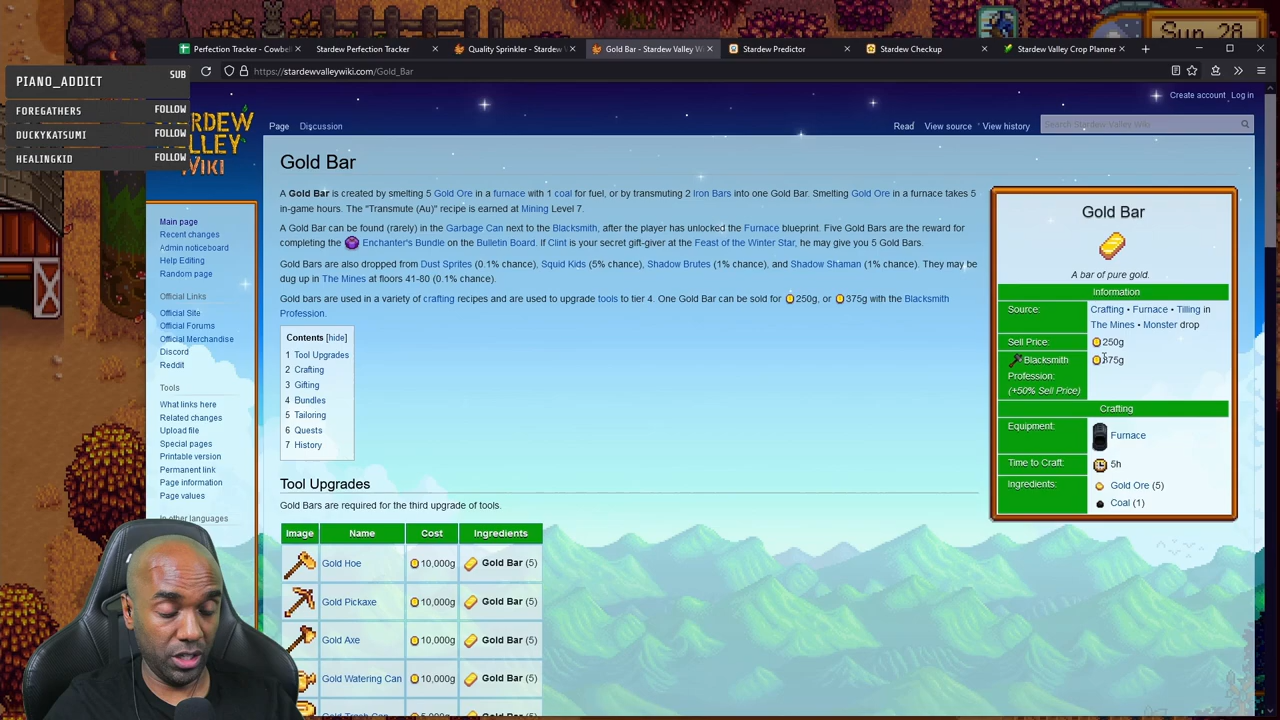 Sun. 28
Perfection Tracker - Cowbell
Stardew Perfection Tracker
Quality Sprinkler - Stardew V
Gold Bar - Stardew Valley W
Stardew Predictor
Stardew Checkup
Stardew Valley Crop Planner
https://stardewvalleywiki.com/Gold_Bar
PIANO_ADDICT SUB
FOREGATHERS FOLLOW
DUCKYKATSUMI FOLLOW
HEALINGKID FOLLOW
Create account Log in
Page Discussion
Read View source View history Search Stardew Valley Wiki
VALLEY
WIKI
Main page
Recent changes
Admin noticeboard
Help Editing
Random page
Official Links
Official Site
Official Forums
Official Merchandise
Discord
Reddit
Tools
What links here
Related changes
Upload file
Special pages
Printable version
Permanent link
Page information
Page values
In other languages
Gold Bar
A Gold Bar is created by smelting 5 Gold Ore in a furnace with 1 coal for fuel, or by transmuting 2 Iron Bars into one Gold Bar. Smelting Gold Ore in a furnace takes 5
in-game hours. The "Transmute (Au)" recipe is earned at Mining Level 7.
A Gold Bar can be found (rarely) in the Garbage Can next to the Blacksmith, after the player has unlocked the Furnace blueprint. Five Gold Bars are the reward for
completing the Enchanter's Bundle on the Bulletin Board. If Clint is your secret gift-giver at the Feast of the Winter Star, he may give you 5 Gold Bars.
Gold Bars are also dropped from Dust Sprites (0.1% chance), Squid Kids (5% chance), Shadow Brutes (1% chance), and Shadow Shaman (1% chance). They may be
dug up in The Mines at floors 41-80 (0.1% chance).
Gold bars are used in a variety of crafting recipes and are used to upgrade tools to tier 4. One Gold Bar can be sold for 250g, or 375g with the Blacksmith
Profession.
Contents [hide]
1 Tool Upgrades
2 Crafting
3 Gifting
4 Bundles
5 Tailoring
6 Quests
7 History
Tool Upgrades
Gold Bars are required for the third upgrade of tools.
Image Name Cost Ingredients
Gold Hoe 10,000g Gold Bar (5)
Gold Pickaxe 10,000g Gold Bar (5)
Gold Axe 10,000g Gold Bar (5)
Gold Watering Can 10,000g Gold Bar (5)
Gold Bar
A bar of pure gold.
Information
Source: Crafting • Furnace • Tilling in
The Mines • Monster drop
Sell Price: 250g
Blacksmith 375g
Profession:
(+50% Sell Price)
Crafting
Equipment: Furnace
Time to Craft: 5h
Ingredients: Gold Ore (5)
Coal (1)